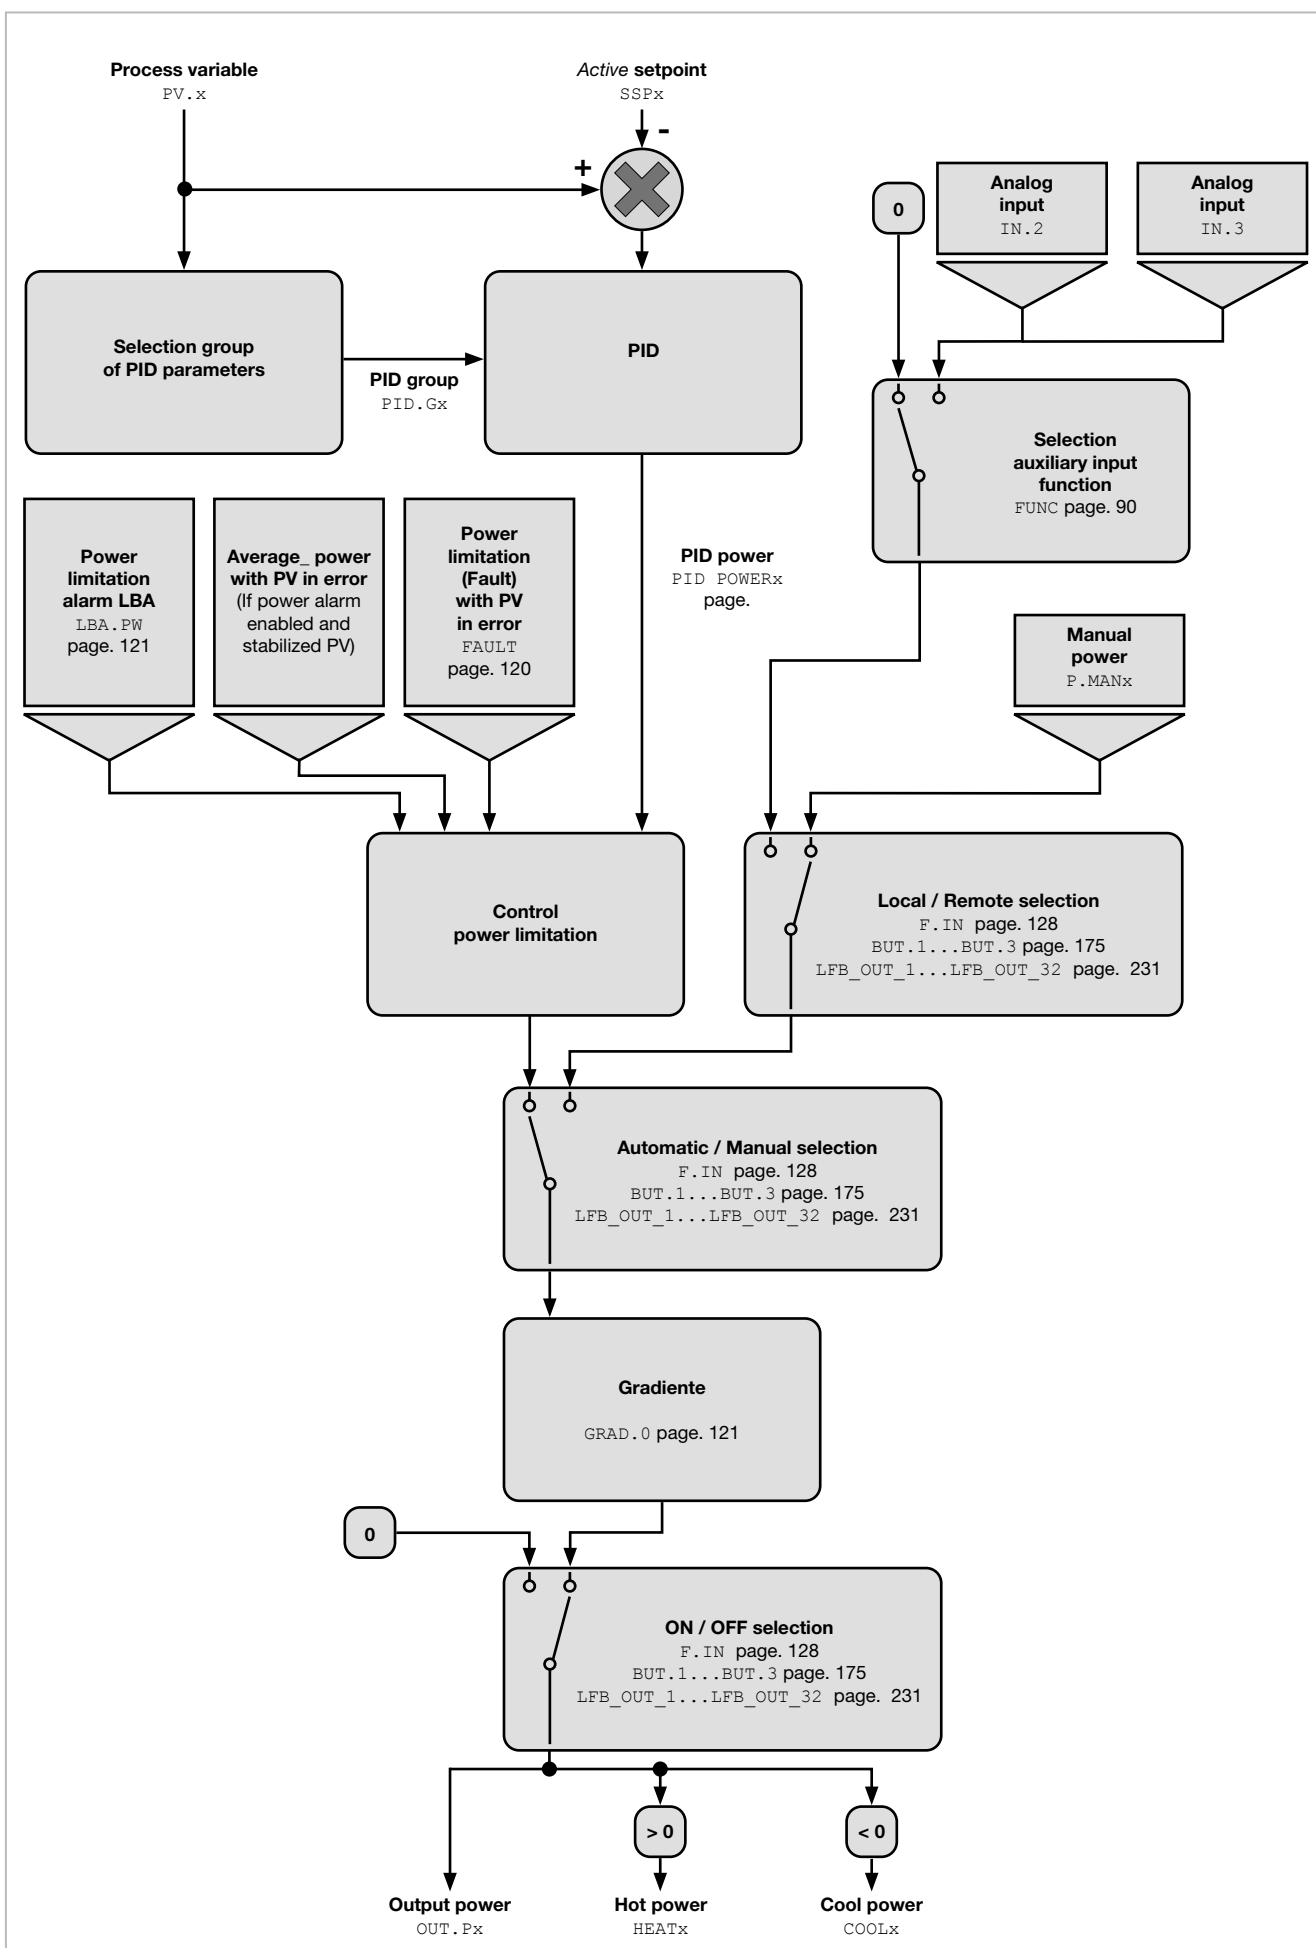 Process variable
PV.x
Active setpoint
SSPx
-
+
0
Analog
input
IN.2
Analog
input
IN.3
Selection group
of PID parameters
PID group
PID.Gx
PID
Selection
auxiliary input
function
FUNC page. 90
Power
limitation
alarm LBA
LBA.PW
page. 121
Average_ power
with PV in error
(If power alarm
enabled and
stabilized PV)
Power
limitation
(Fault)
with PV
in error
FAULT
page. 120
PID power
PID POWERx
page.
Manual
power
P.MANx
Control
power limitation
Local / Remote selection
F.IN page. 128
BUT.1...BUT.3 page. 175
LFB_OUT_1...LFB_OUT_32 page. 231
Automatic / Manual selection
F.IN page. 128
BUT.1...BUT.3 page. 175
LFB_OUT_1...LFB_OUT_32 page. 231
Gradiente
GRAD.0 page. 121
0
ON / OFF selection
F.IN page. 128
BUT.1...BUT.3 page. 175
LFB_OUT_1...LFB_OUT_32 page. 231
> 0
< 0
Output power
OUT.Px
Hot power
HEATx
Cool power
COOLx